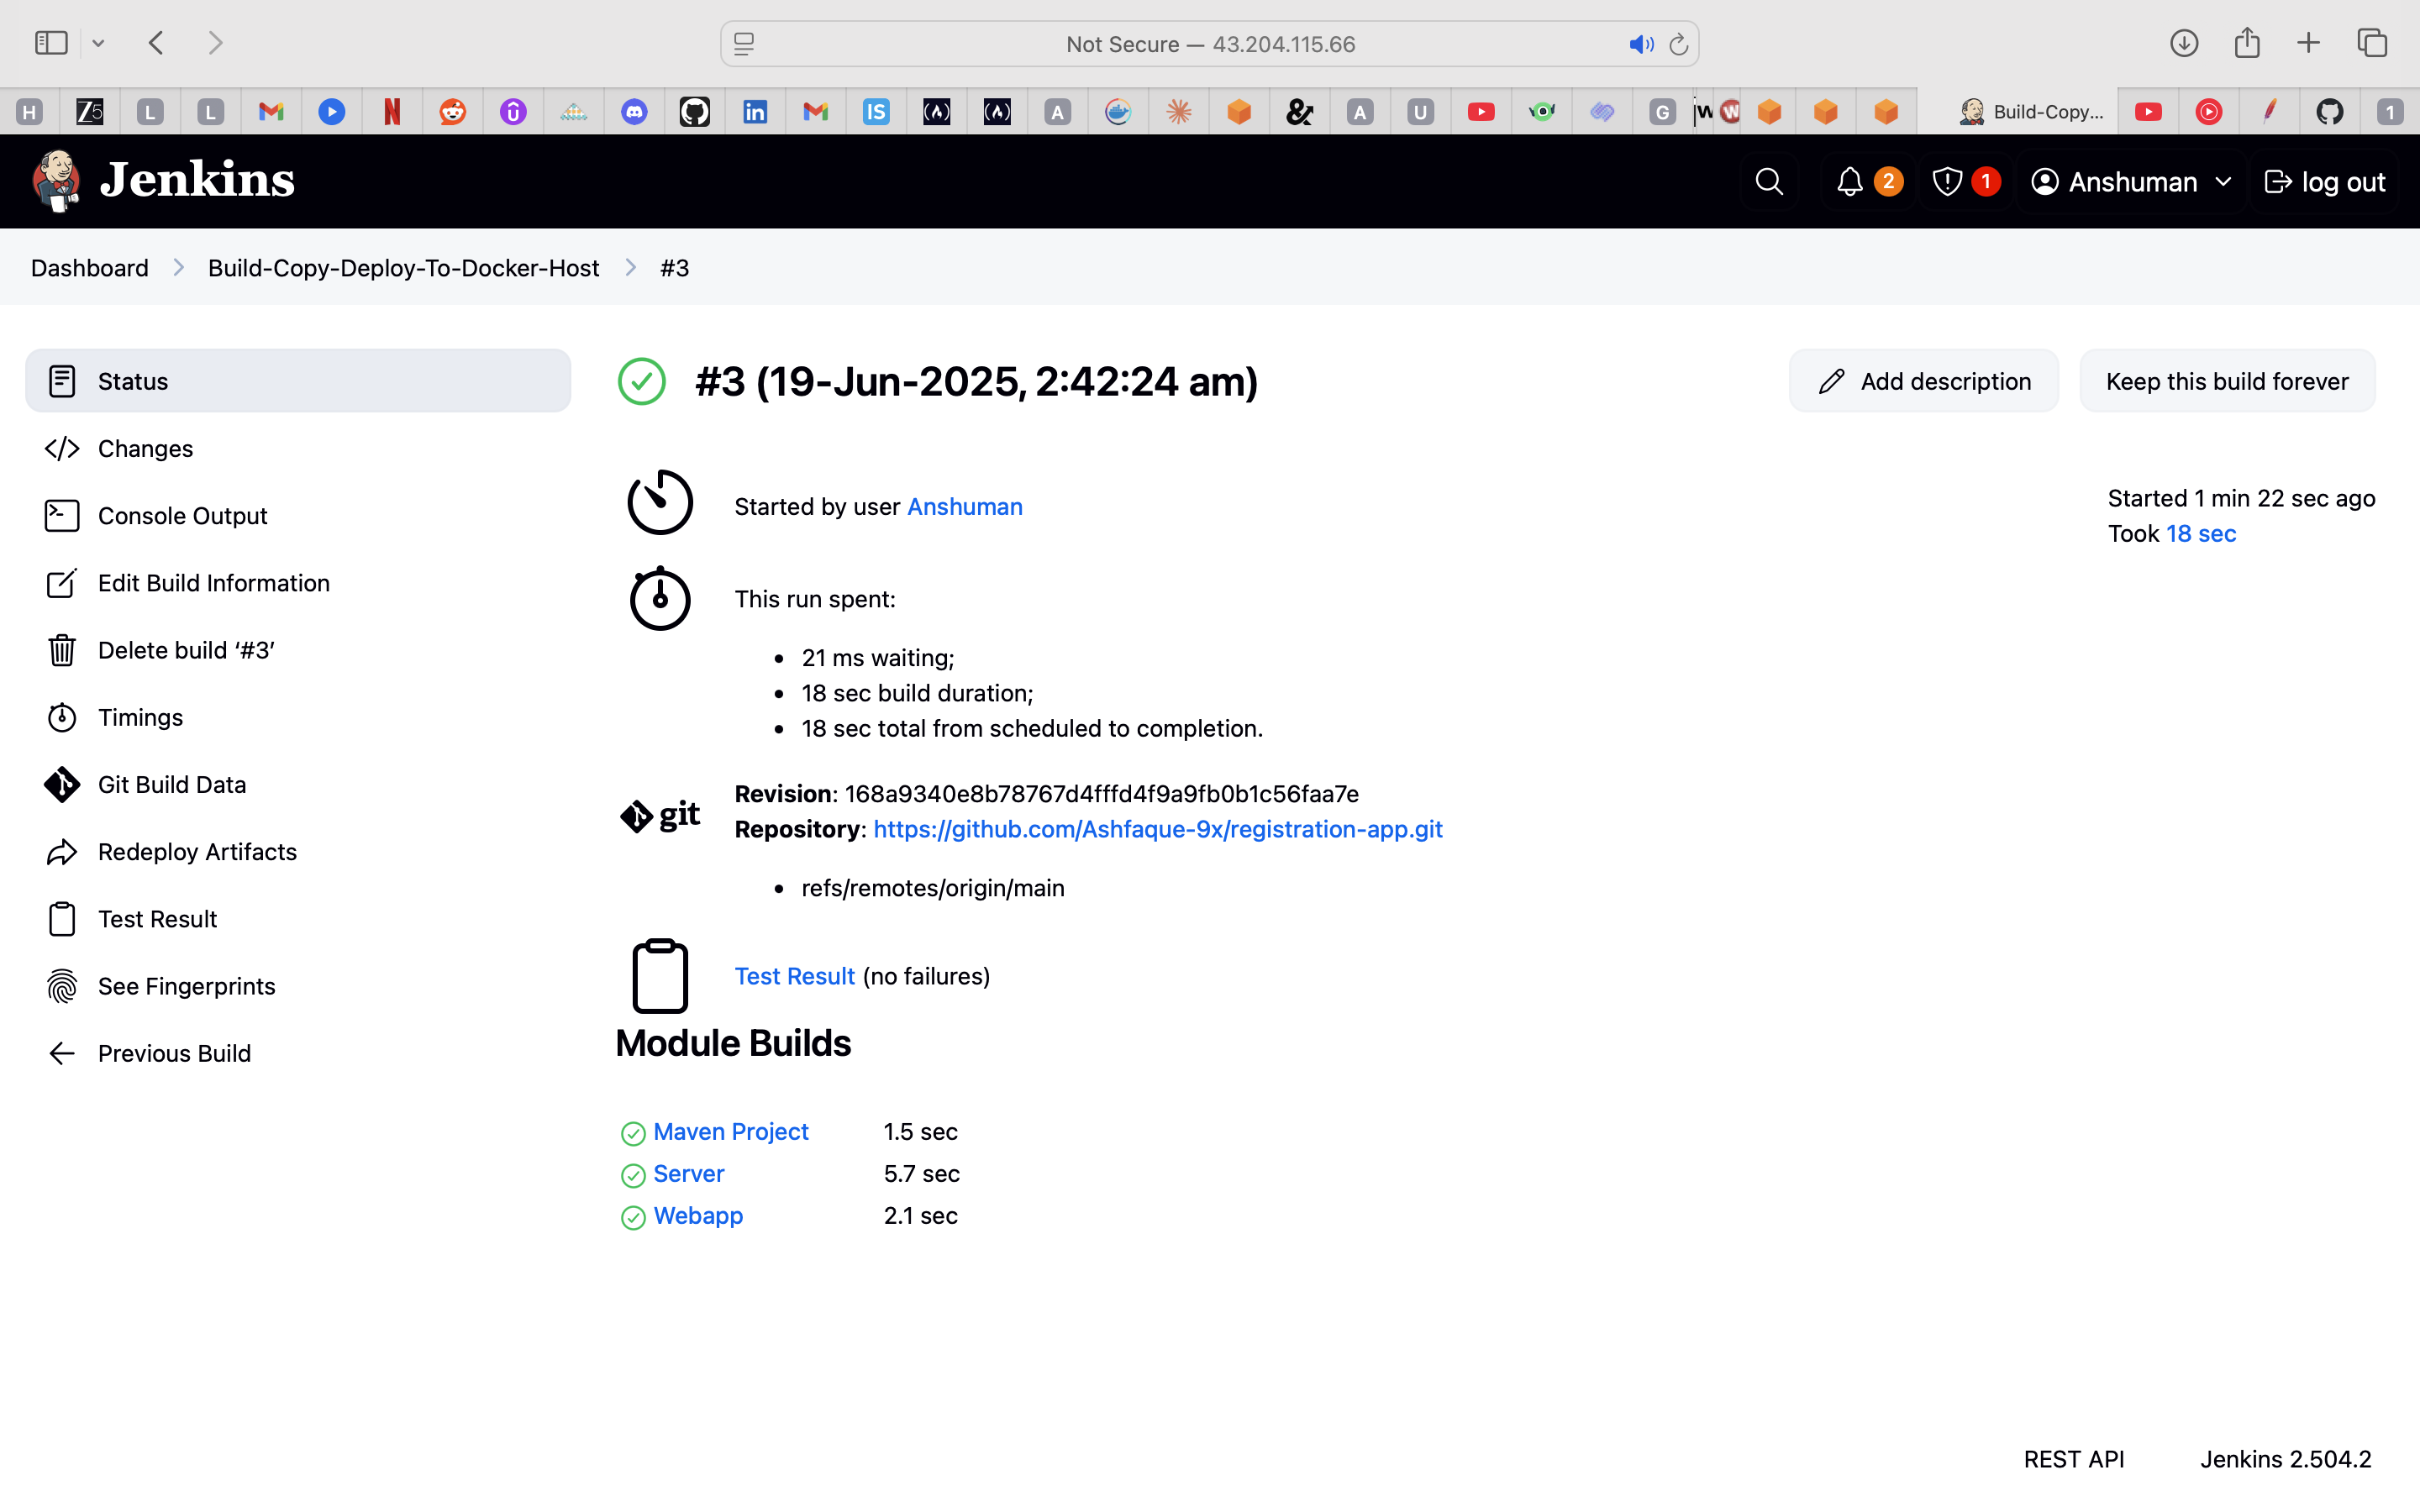 Not Secure — 43.204.115.66
H
Z5
L
L
N
in
IS
A
A
U
G
W
Build-Copy...
1
Jenkins
2
1
Anshuman
log out
Dashboard
Build-Copy-Deploy-To-Docker-Host
#3
Status
Changes
Console Output
Edit Build Information
Delete build ‘#3’
Timings
Git Build Data
Redeploy Artifacts
Test Result
See Fingerprints
Previous Build
#3 (19-Jun-2025, 2:42:24 am)
Add description
Keep this build forever
Started by user Anshuman
Started 1 min 22 sec ago
Took 18 sec
This run spent:
21 ms waiting;
18 sec build duration;
18 sec total from scheduled to completion.
git
Revision: 168a9340e8b78767d4fffd4f9a9fb0b1c56faa7e
Repository: https://github.com/Ashfaque-9x/registration-app.git
refs/remotes/origin/main
Test Result (no failures)
Module Builds
Maven Project 1.5 sec
Server 5.7 sec
Webapp 2.1 sec
REST API
Jenkins 2.504.2